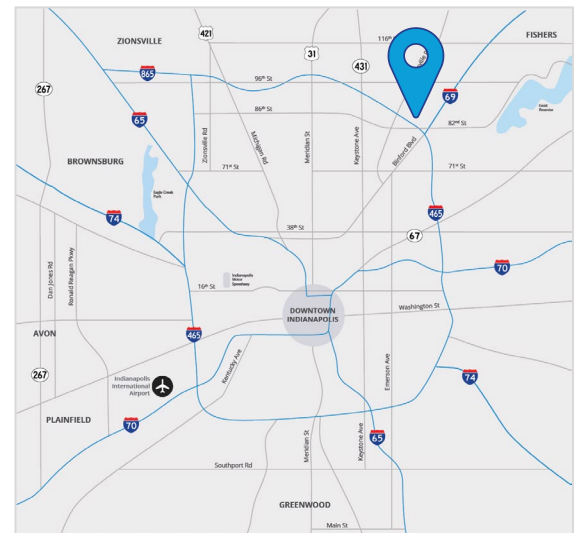 421
ZIONSVILLE
31
431
116th St
FISHERS
865
96th St
69
267
65
86th St
82nd St
Zionsville Rd
Michigan Rd
Meridian St
Keystone Ave
Binford Blvd
BROWNSBURG
71st St
71st St
Eagle Creek
Park
74
465
38th St
67
70
Dan Jones Rd
Ronald Reagan Pkwy
Indianapolis
Motor
Speedway
16th St
DOWNTOWN
INDIANAPOLIS
Washington St
AVON
465
267
Kentucky Ave
Emerson Ave
74
Indianapolis
International
Airport
PLAINFIELD
70
Meridian St
Keystone Ave
65
Southport Rd
GREENWOOD
Main St